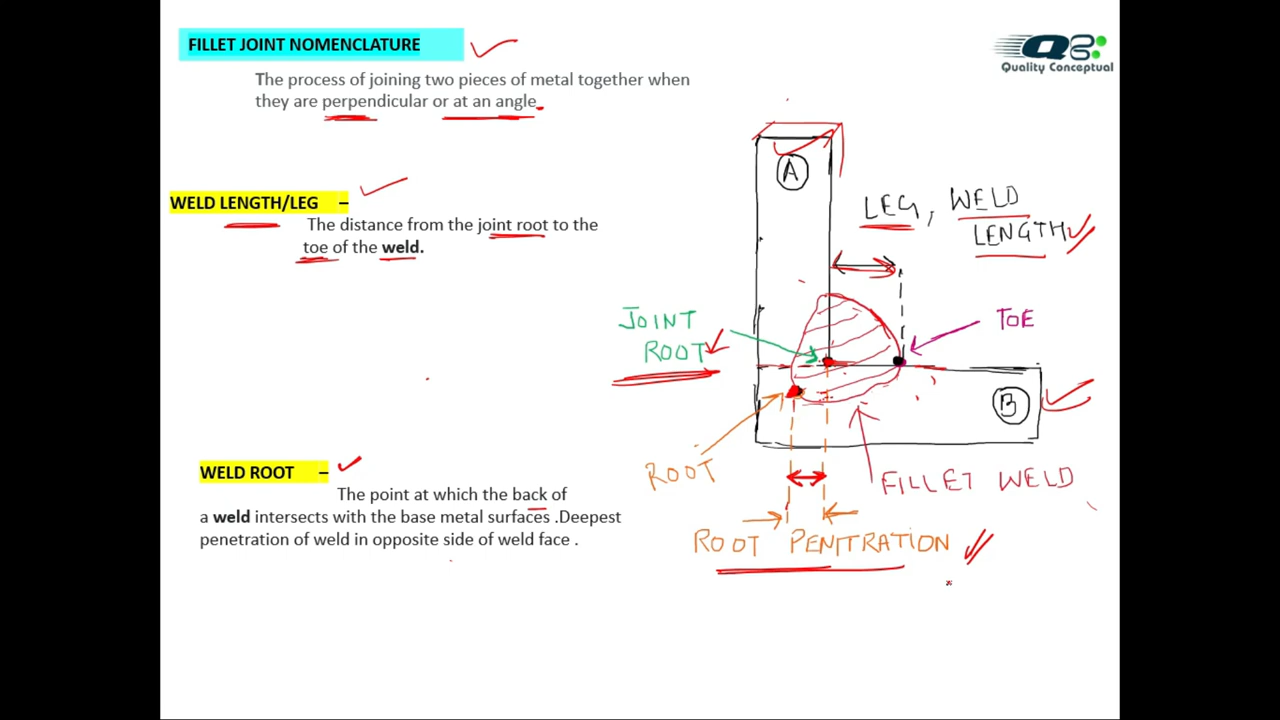 FILLET JOINT NOMENCLATURE
The process of joining two pieces of metal together when
they are perpendicular or at an angle.
WELD LENGTH/LEG –
The distance from the joint root to the
toe of the weld.
WELD ROOT –
The point at which the back of
a weld intersects with the base metal surfaces .Deepest
penetration of weld in opposite side of weld face .
Quality Conceptual
A
LEG, WELD
LENGTH
JOINT
ROOT
TOE
B
ROOT
FILLET WELD
ROOT PENITRATION